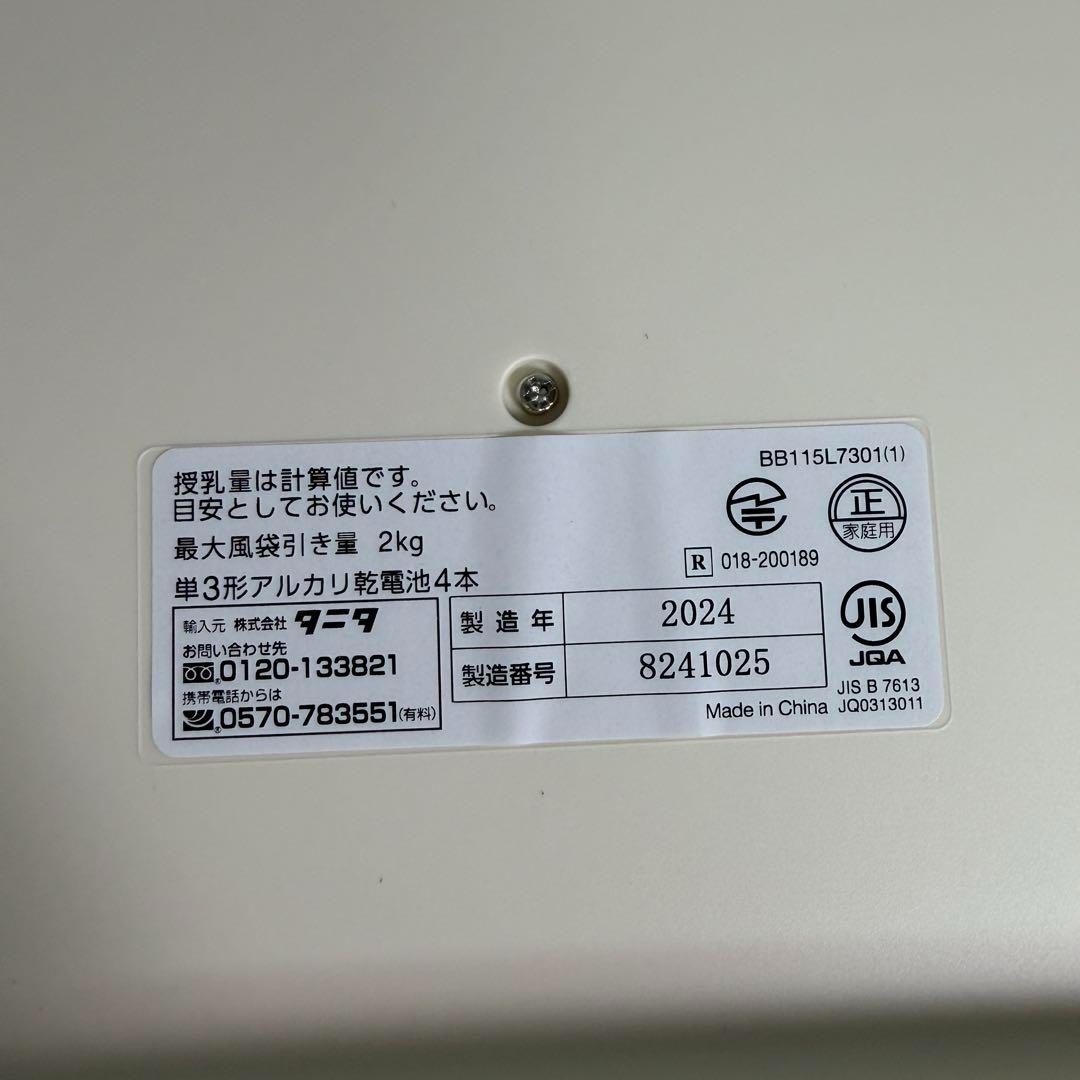 BB115L7301(1)
授乳量は計算値です。
目安としてお使いください。
最大風袋引き量 2kg
単3形アルカリ乾電池4本
正
家庭用
R 018-200189
輸入元 株式会社 タニタ
お問い合わせ先
0120-133821
携帯電話からは
0570-783551(有料)
製造年 2024
製造番号 8241025
Made in China
JIS
JQA
JIS B 7613
JQ0313011